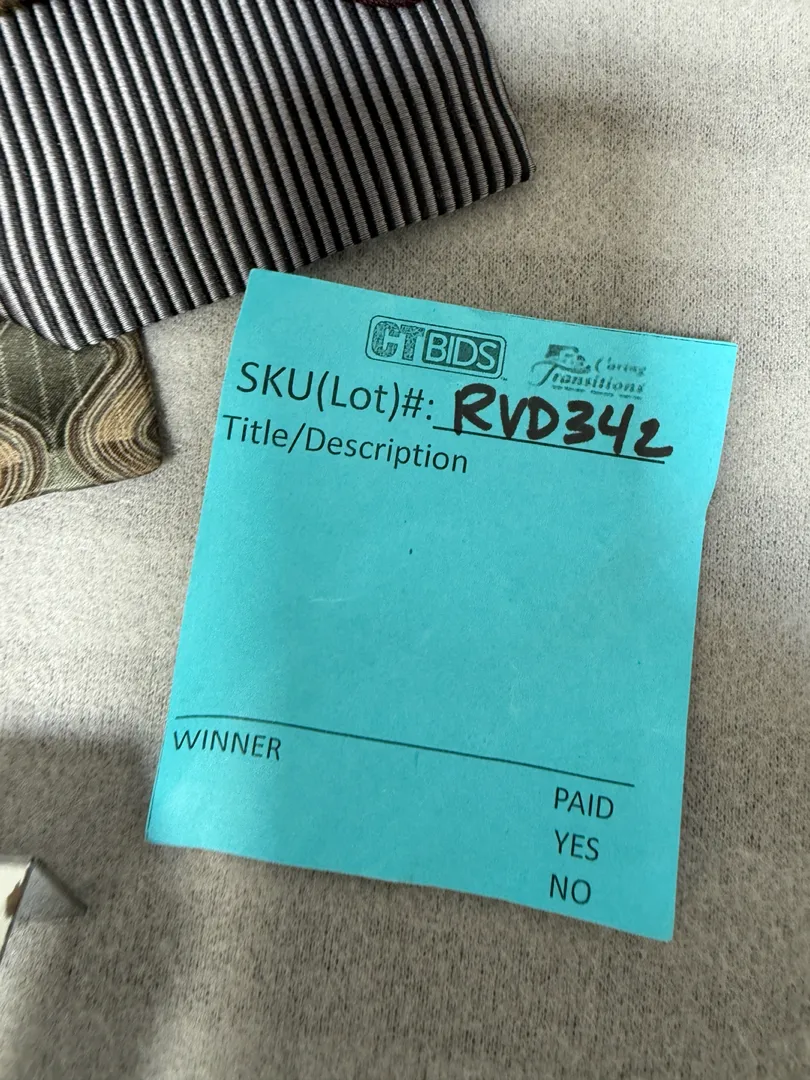 CTBIDS
Caring
Transitions
SKU(Lot)#: RVD342
Title/Description
WINNER
PAID
YES
NO